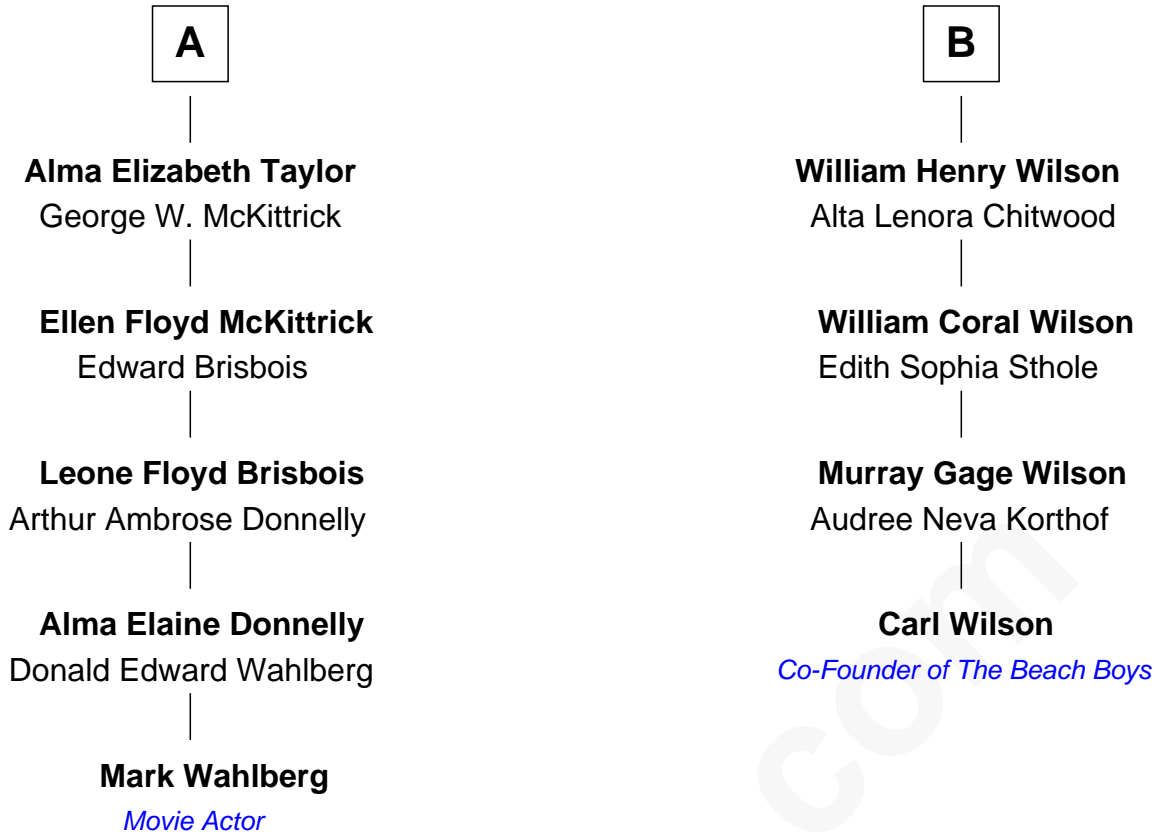 A
Alma Elizabeth Taylor
George W. McKittrick
Ellen Floyd McKittrick
Edward Brisbois
Leone Floyd Brisbois
Arthur Ambrose Donnelly
Alma Elaine Donnelly
Donald Edward Wahlberg
Mark Wahlberg
Movie Actor
B
William Henry Wilson
Alta Lenora Chitwood
William Coral Wilson
Edith Sophia Sthole
Murray Gage Wilson
Audree Neva Korthof
Carl Wilson
Co-Founder of The Beach Boys
com